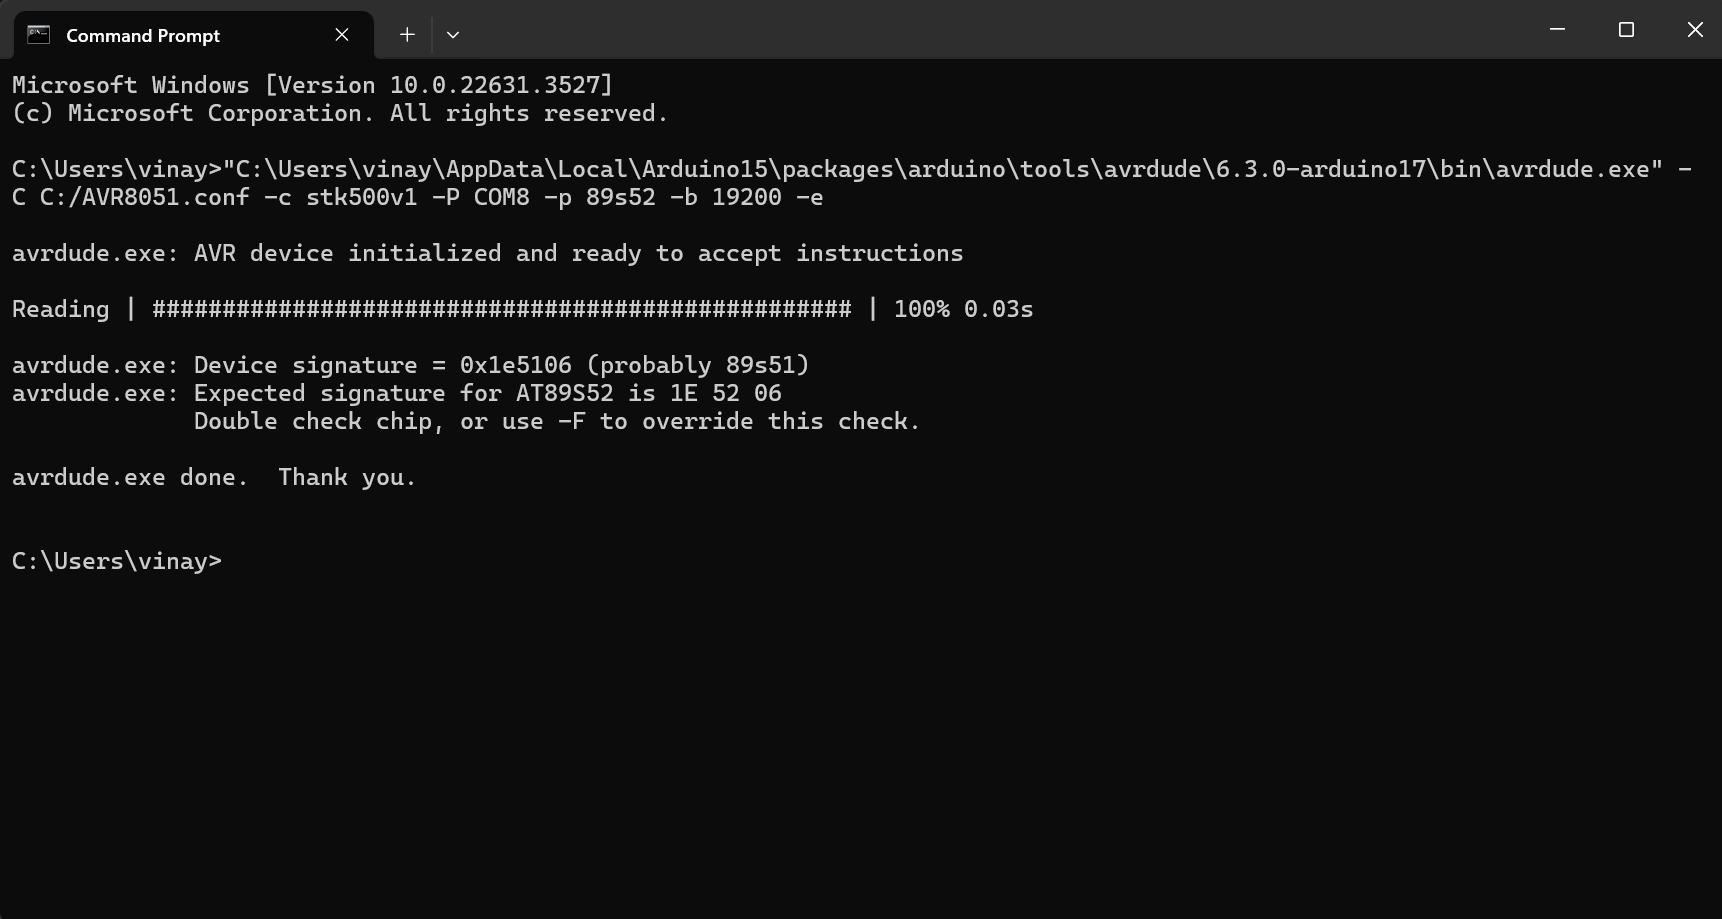 Command Prompt
Microsoft Windows [Version 10.0.22631.3527]
(c) Microsoft Corporation. All rights reserved.
C:\Users\vinay>"C:\Users\vinay\AppData\Local\Arduino15\packages\arduino\tools\avrdude\6.3.0-arduino17\bin\avrdude.exe" -
C C:/AVR8051.conf -c stk500v1 -P COM8 -p 89s52 -b 19200 -e
avrdude.exe: AVR device initialized and ready to accept instructions
Reading | ################################################## | 100% 0.03s
avrdude.exe: Device signature = 0x1e5106 (probably 89s51)
avrdude.exe: Expected signature for AT89S52 is 1E 52 06
Double check chip, or use -F to override this check.
avrdude.exe done.  Thank you.
C:\Users\vinay>